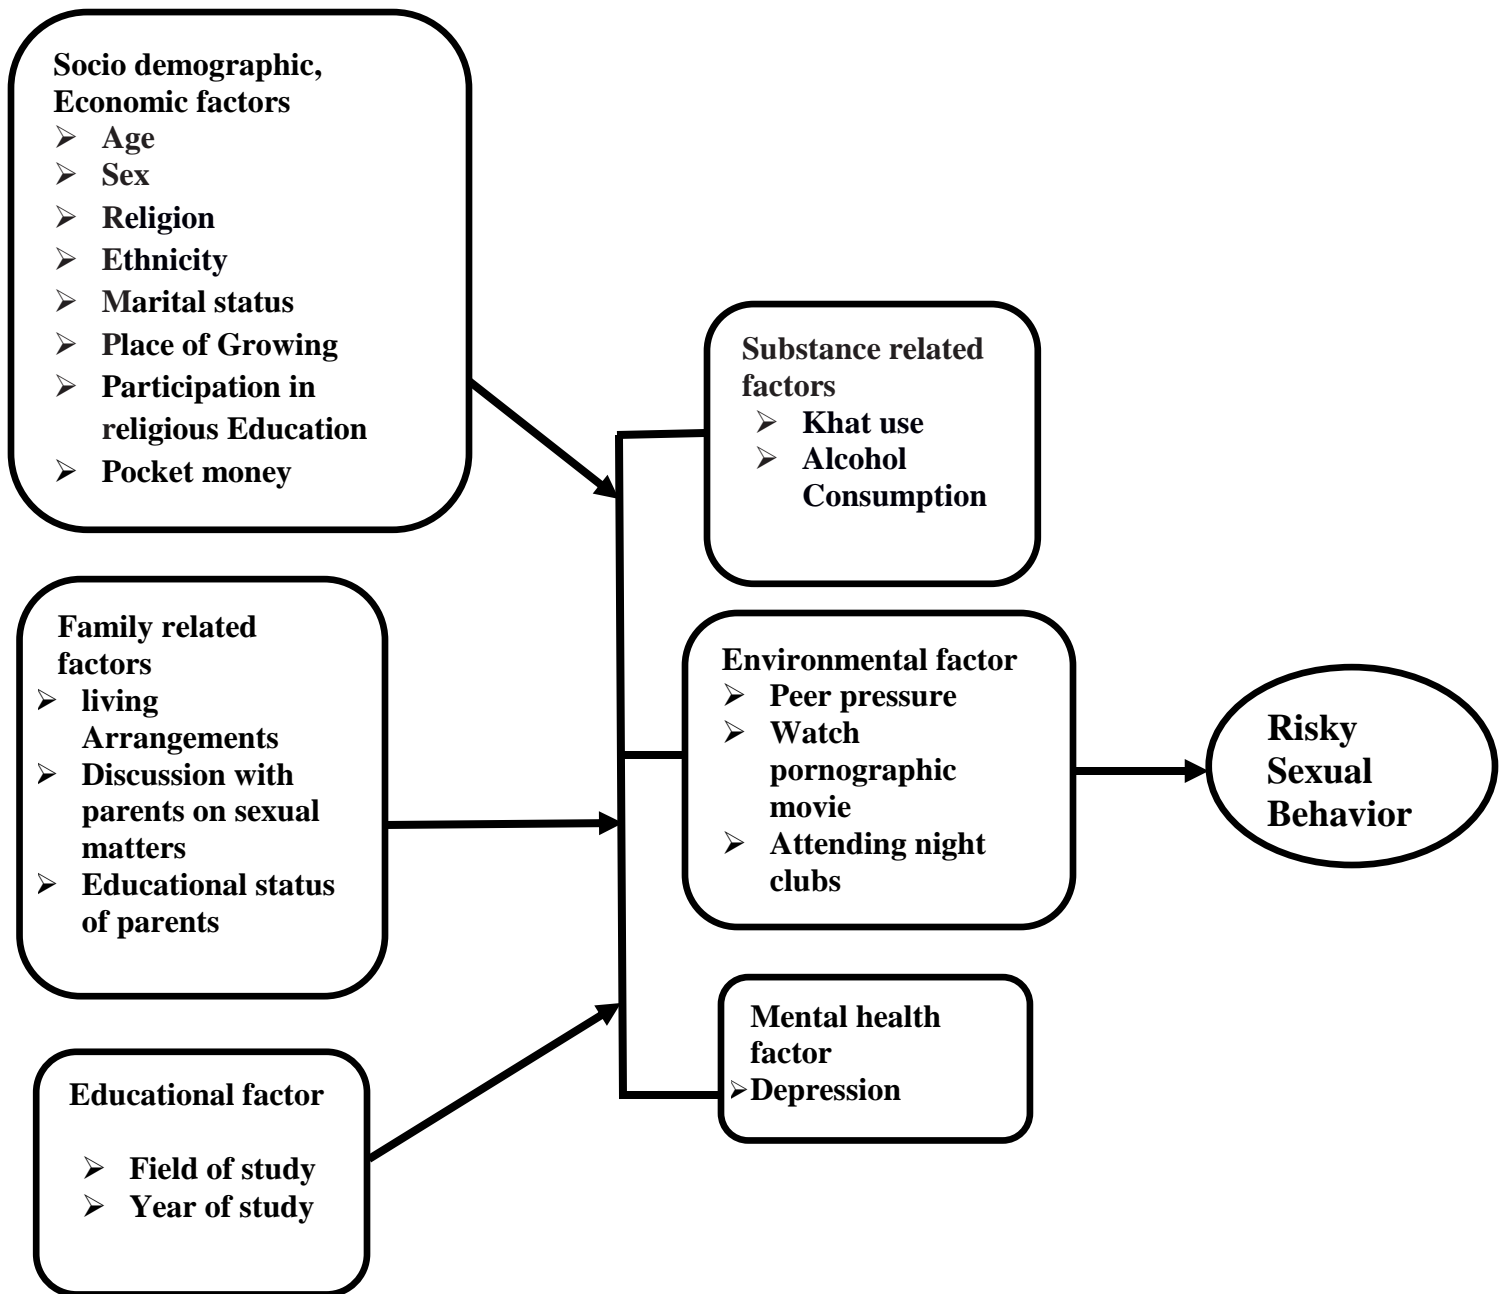 Socio demographic,
Economic factors
➢ Age
➢ Sex
➢ Religion
➢ Ethnicity
➢ Marital status
➢ Place of Growing
➢ Participation in
religious Education
➢ Pocket money
Family related
factors
➢ living
Arrangements
➢ Discussion with
parents on sexual
matters
➢ Educational status
of parents
Educational factor
➢ Field of study
➢ Year of study
Substance related
factors
➢ Khat use
➢ Alcohol
Consumption
Environmental factor
➢ Peer pressure
➢ Watch
pornographic
movie
➢ Attending night
clubs
Mental health
factor
➢ Depression
Risky
Sexual
Behavior